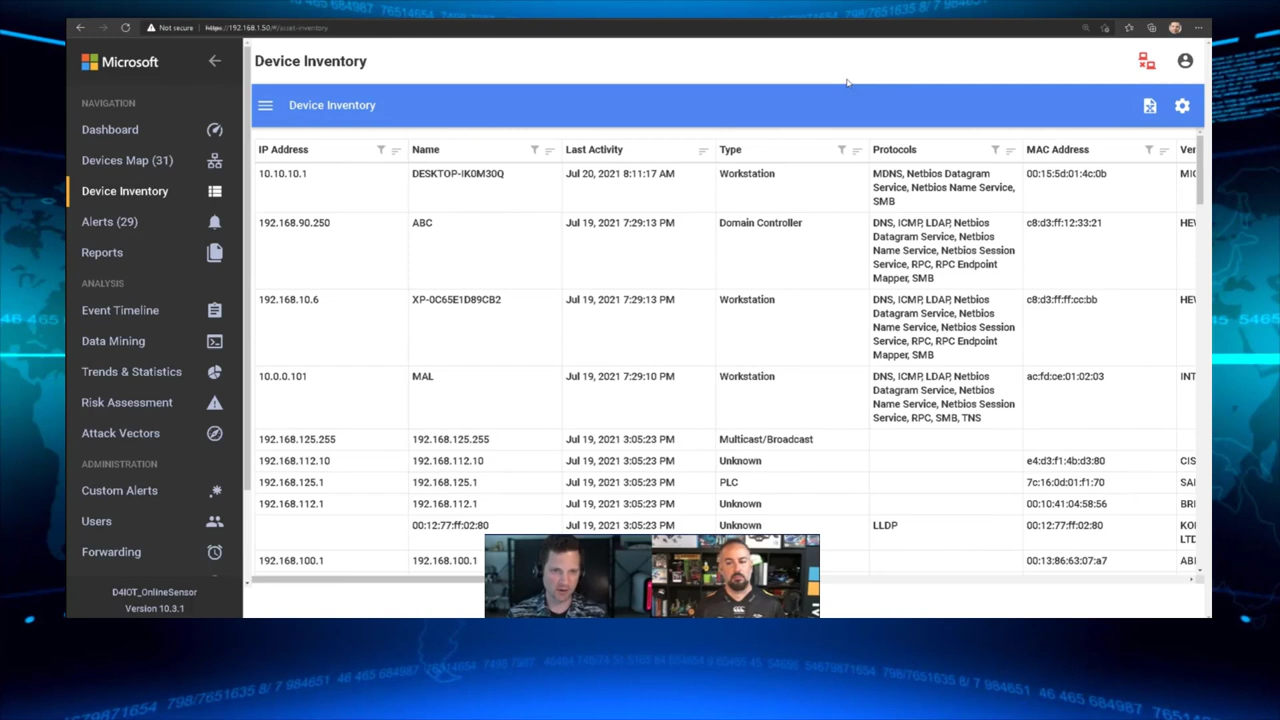 Not secure https://192.168.1.50/#/asset-inventory
Microsoft
NAVIGATION
Dashboard
Devices Map (31)
Device Inventory
Alerts (29)
Reports
ANALYSIS
Event Timeline
Data Mining
Trends & Statistics
Risk Assessment
Attack Vectors
ADMINISTRATION
Custom Alerts
Users
Forwarding
D4IOT_OnlineSensor
Version 10.3.1
Device Inventory
Device Inventory
IP Address Name Last Activity Type Protocols MAC Address
10.10.10.1 DESKTOP-IK0M30Q Jul 20, 2021 8:11:17 AM Workstation MDNS, Netbios Datagram 00:15:5d:01:4c:0b
Service, Netbios Name Service,
SMB
192.168.90.250 ABC Jul 19, 2021 7:29:13 PM Domain Controller DNS, ICMP, LDAP, Netbios c8:d3:ff:12:33:21
Datagram Service, Netbios
Name Service, Netbios Session
Service, RPC, RPC Endpoint
Mapper, SMB
192.168.10.6 XP-0C65E1D89CB2 Jul 19, 2021 7:29:13 PM Workstation DNS, ICMP, LDAP, Netbios c8:d3:ff:ff:cc:bb
Datagram Service, Netbios
Name Service, Netbios Session
Service, RPC, RPC Endpoint
Mapper, SMB
10.0.0.101 MAL Jul 19, 2021 7:29:10 PM Workstation DNS, ICMP, LDAP, Netbios ac:fd:ce:01:02:03
Datagram Service, Netbios
Name Service, Netbios Session
Service, RPC, SMB, TNS
192.168.125.255 192.168.125.255 Jul 19, 2021 3:05:23 PM Multicast/Broadcast
192.168.112.10 192.168.112.10 Jul 19, 2021 3:05:23 PM Unknown e4:d3:f1:4b:d3:80 CIS
192.168.125.1 192.168.125.1 Jul 19, 2021 3:05:23 PM PLC 7c:16:0d:01:f1:70
192.168.112.1 192.168.112.1 Jul 19, 2021 3:05:23 PM Unknown 00:10:41:04:58:56 BRI
00:12:77:ff:02:80 Jul 19, 2021 3:05:23 PM Unknown LLDP 00:12:77:ff:02:80
LTD
192.168.100.1 192.168.100.1 00:13:86:63:07:a7